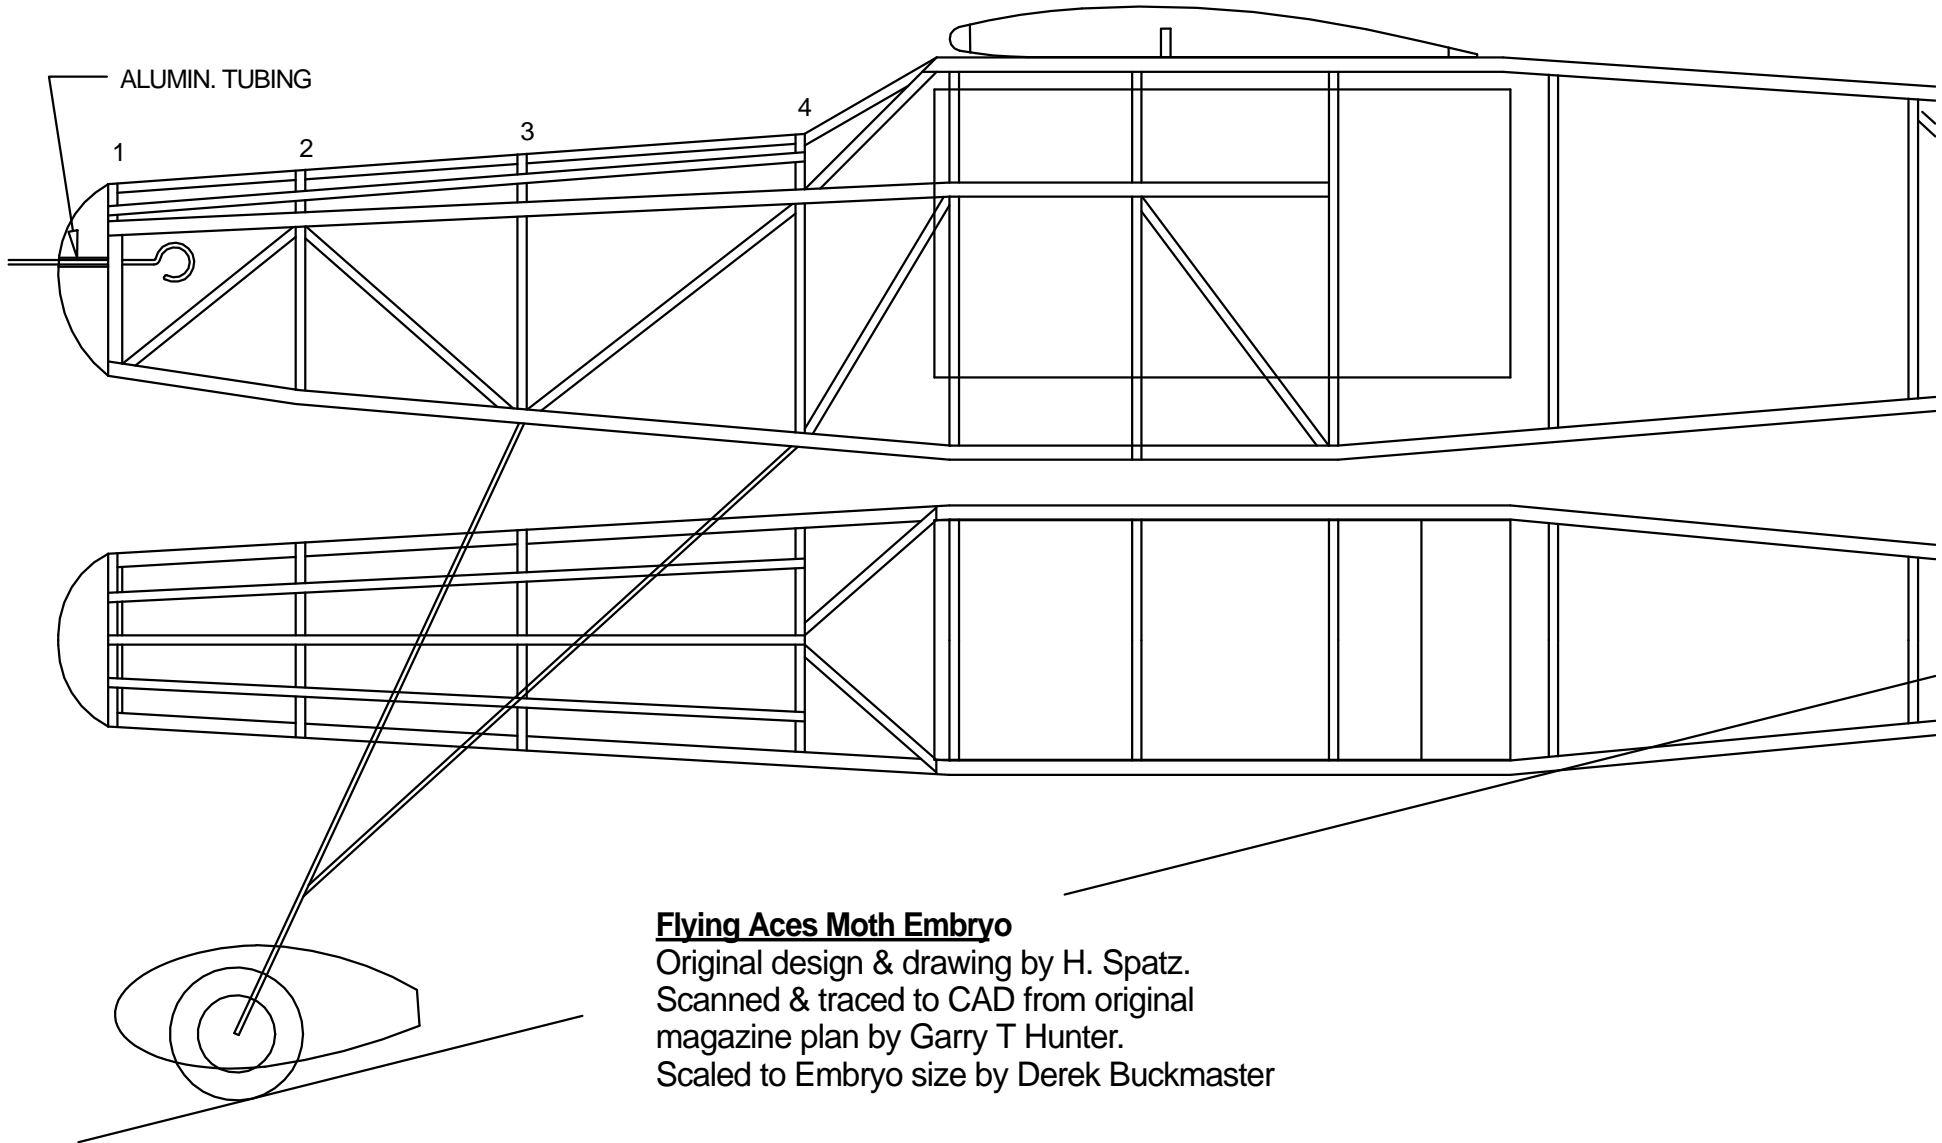 ALUMIN. TUBING
1
2
3
4
Flying Aces Moth Embryo
Original design & drawing by H. Spatz.
Scanned & traced to CAD from original
magazine plan by Garry T Hunter.
Scaled to Embryo size by Derek Buckmaster